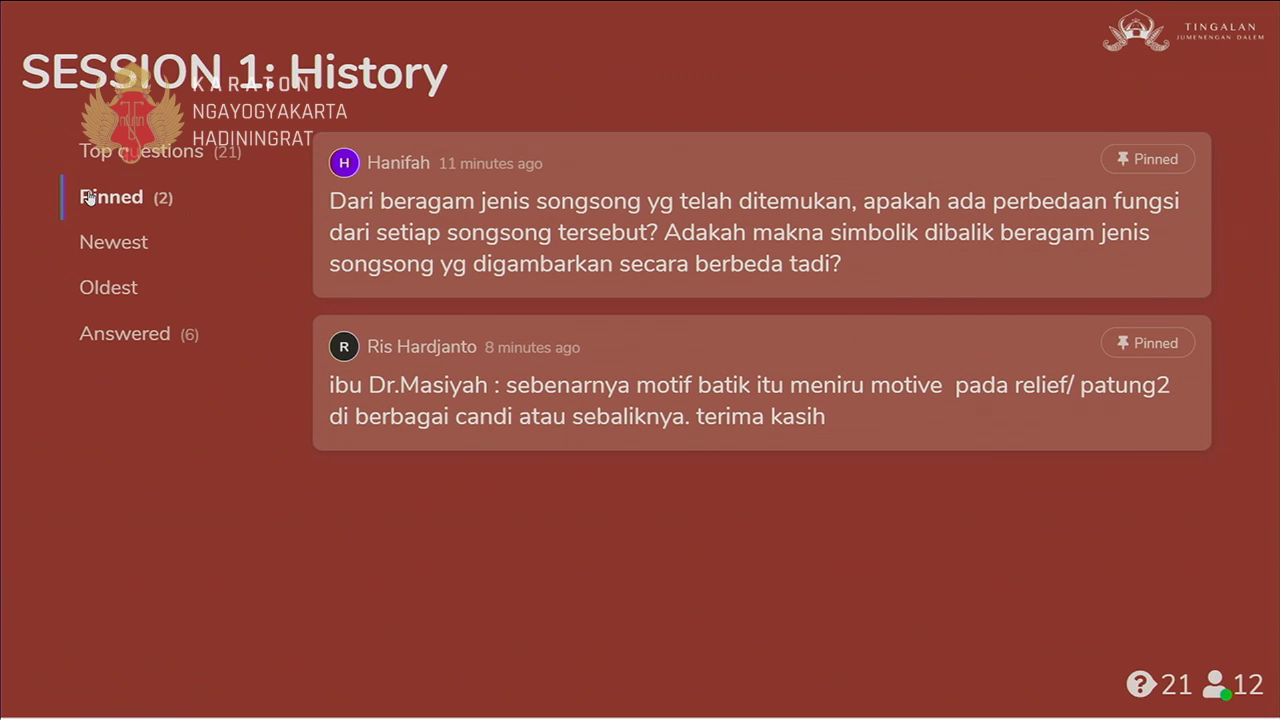 TINGALAN
JUMENENGAN DALEM
SESSION 1: History
KARATON
NGAYOGYAKARTA
HADININGRAT
Top questions (21)
Pinned (2)
Newest
Oldest
Answered (6)
H Hanifah 11 minutes ago
Pinned
Dari beragam jenis songsong yg telah ditemukan, apakah ada perbedaan fungsi
dari setiap songsong tersebut? Adakah makna simbolik dibalik beragam jenis
songsong yg digambarkan secara berbeda tadi?
R Ris Hardjanto 8 minutes ago
Pinned
ibu Dr.Masiyah : sebenarnya motif batik itu meniru motive  pada relief/ patung2
di berbagai candi atau sebaliknya. terima kasih
21 12